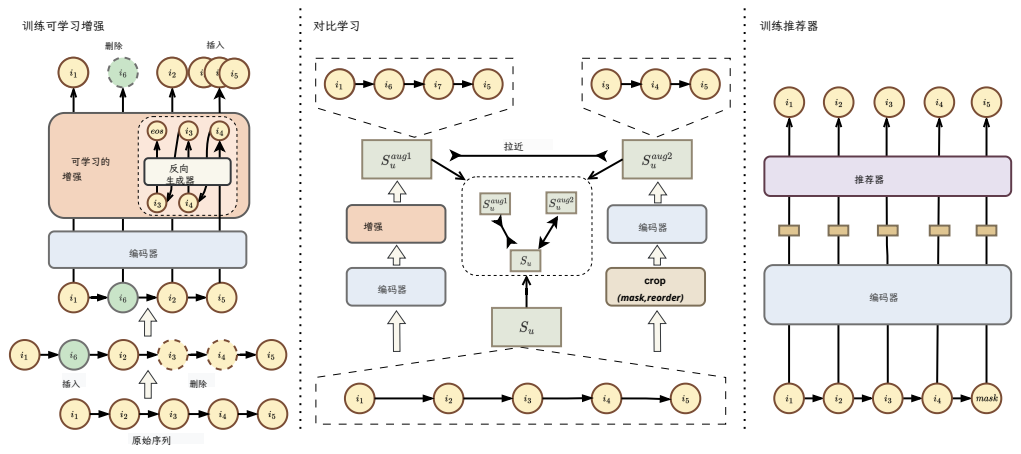 训练可学习增强
删除
插入
i₁ i₆ i₂ i i i₅
eos i₃ i₄
可学习的
增强
反向
生成器
i₃ i₄
编码器
i₁ i₆ i₂ i₅
i₁ i₆ i₂ i₃ i₄ i₅
插入 删除
i₁ i₂ i₃ i₄ i₅
原始序列
对比学习
i₁ i₆ i₇ i₅
i₃ i₄ i₅
拉近
S_u^{aug1} S_u^{aug2}
S_u^{aug1} S_u^{aug2}
增强
编码器
S_u
编码器
crop
(mask,reorder)
S_u
i₁ i₂ i₃ i₄ i₅
训练推荐器
i₁ i₂ i₃ i₄ i₅
推荐器
编码器
i₁ i₂ i₃ i₄ mask